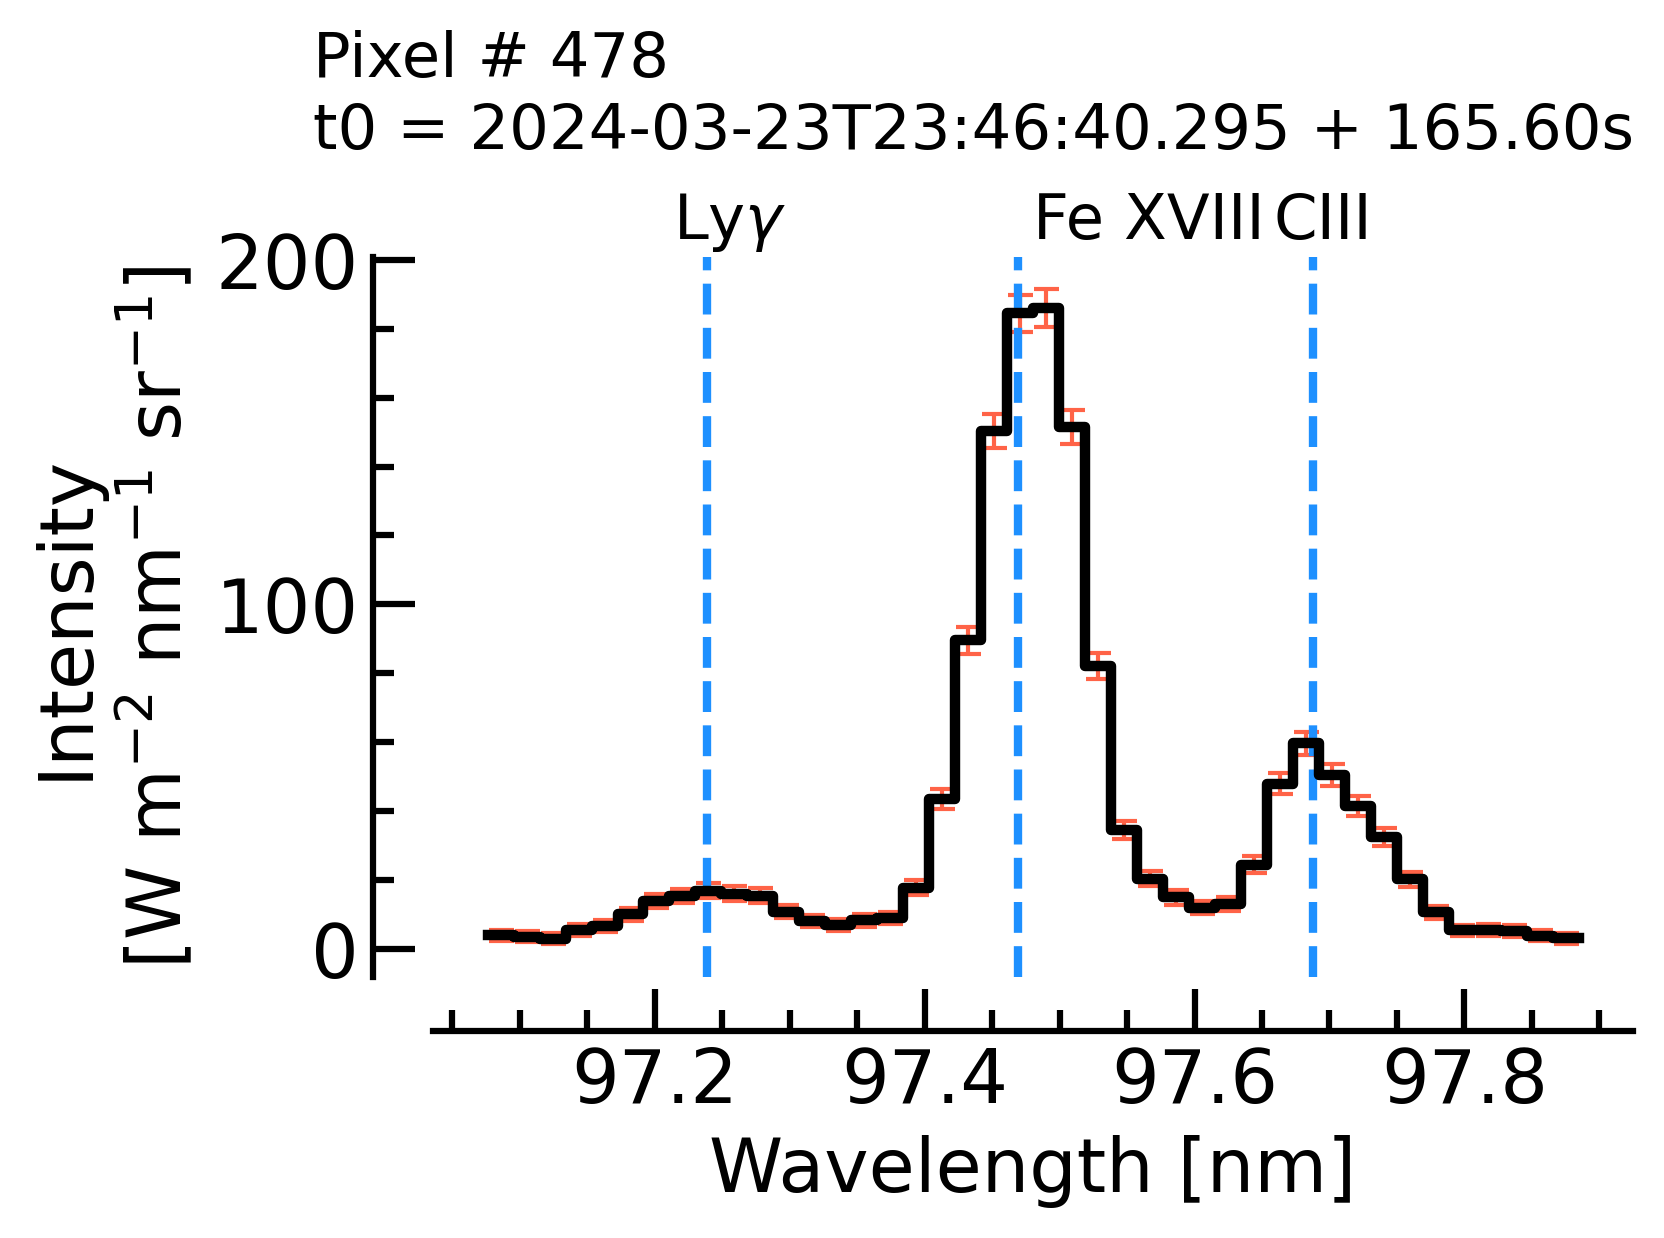 Pixel # 478
t0 = 2024-03-23T23:46:40.295 + 165.60s
Lyγ Fe XVIII CIII
Intensity
[W m⁻² nm⁻¹ sr⁻¹]
200
100
0
97.2 97.4 97.6 97.8
Wavelength [nm]